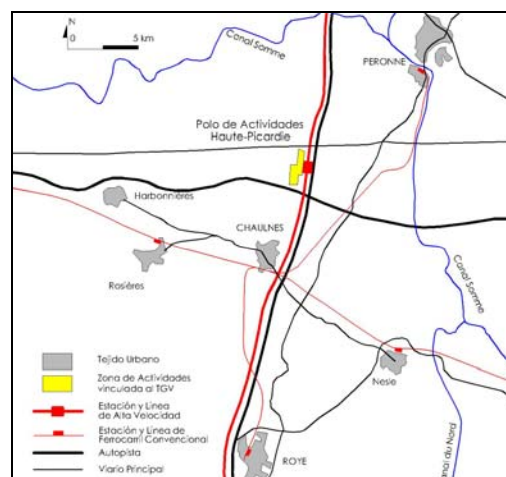 N
0 5 km
Canal Somme
PERONNE
Polo de Actividades
Haute-Picardie
Harbonnières
CHAULNES
Rosières
Canal Somme
Nesle
Canal du Nord
ROYE
Tejido Urbano
Zona de Actividades
vinculada al TGV
Estación y Línea
de Alta Velocidad
Estación y Línea de
Ferrocarril Convencional
Autopista
Viario Principal